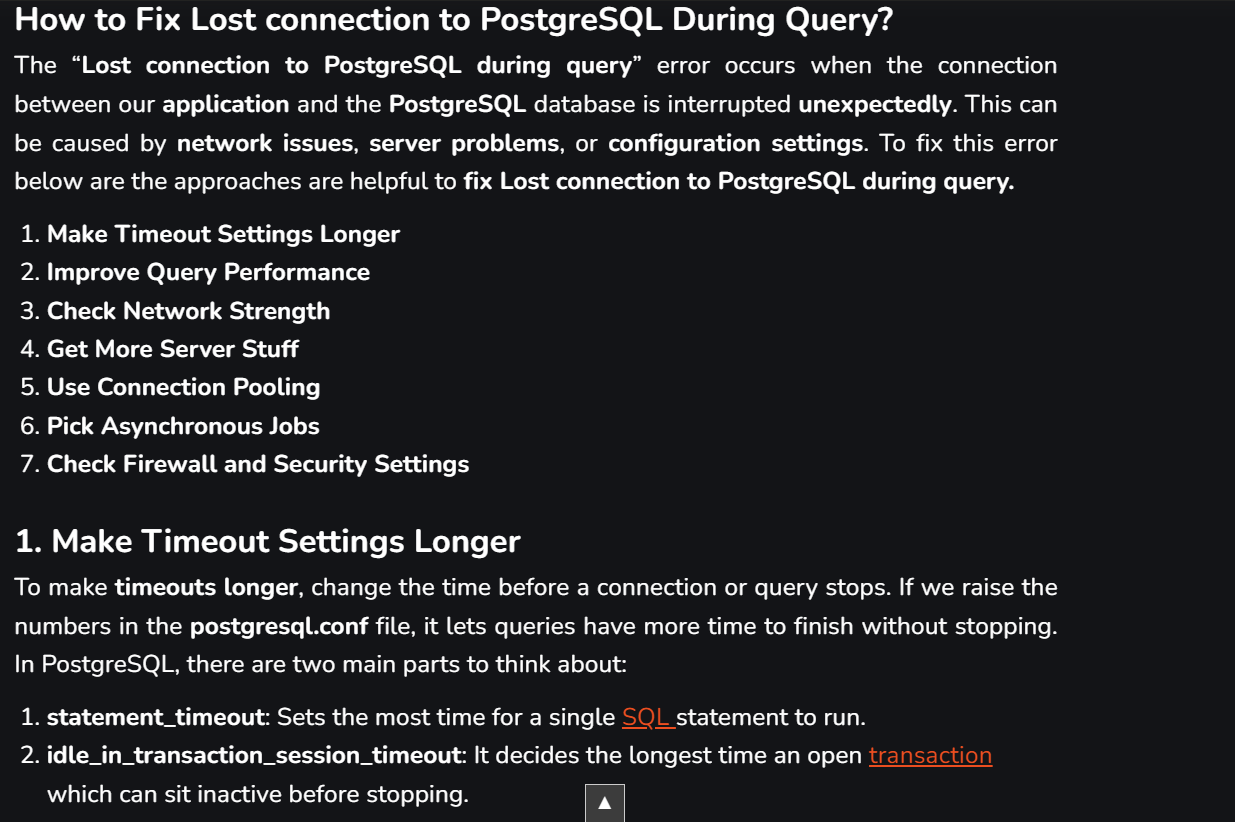 How to Fix Lost connection to PostgreSQL During Query?
The “Lost connection to PostgreSQL during query” error occurs when the connection
between our application and the PostgreSQL database is interrupted unexpectedly. This can
be caused by network issues, server problems, or configuration settings. To fix this error
below are the approaches are helpful to fix Lost connection to PostgreSQL during query.
1. Make Timeout Settings Longer
2. Improve Query Performance
3. Check Network Strength
4. Get More Server Stuff
5. Use Connection Pooling
6. Pick Asynchronous Jobs
7. Check Firewall and Security Settings
1. Make Timeout Settings Longer
To make timeouts longer, change the time before a connection or query stops. If we raise the
numbers in the postgresql.conf file, it lets queries have more time to finish without stopping.
In PostgreSQL, there are two main parts to think about:
1. statement_timeout: Sets the most time for a single SQL statement to run.
2. idle_in_transaction_session_timeout: It decides the longest time an open transaction
which can sit inactive before stopping.